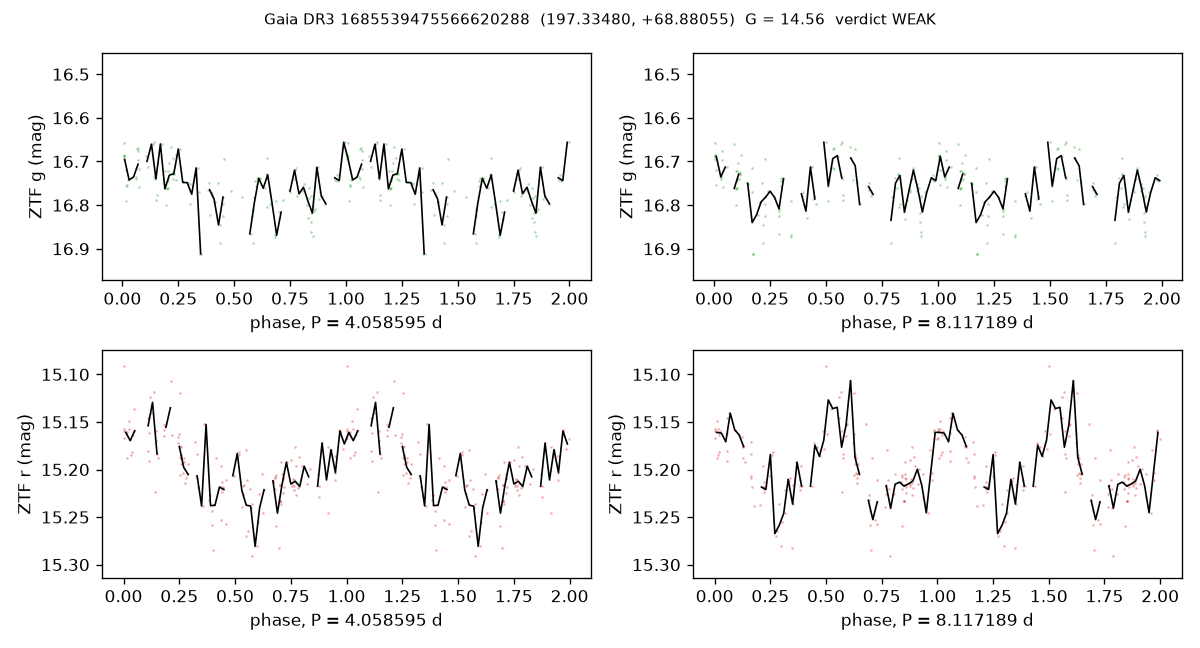 Gaia DR3 1685539475566620288 (197.33480, +68.88055) G = 14.56 verdict WEAK
ZTF g (mag)
16.5
16.6
16.7
16.8
16.9
0.00 0.25 0.50 0.75 1.00 1.25 1.50 1.75 2.00
phase, P = 4.058595 d
ZTF g (mag)
16.5
16.6
16.7
16.8
16.9
0.00 0.25 0.50 0.75 1.00 1.25 1.50 1.75 2.00
phase, P = 8.117189 d
ZTF r (mag)
15.10
15.15
15.20
15.25
15.30
0.00 0.25 0.50 0.75 1.00 1.25 1.50 1.75 2.00
phase, P = 4.058595 d
ZTF r (mag)
15.10
15.15
15.20
15.25
15.30
0.00 0.25 0.50 0.75 1.00 1.25 1.50 1.75 2.00
phase, P = 8.117189 d